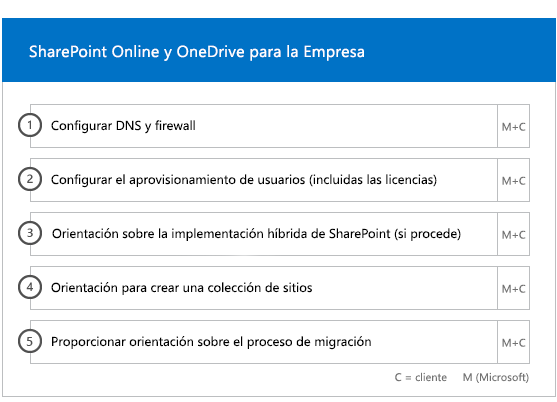 SharePoint Online y OneDrive para la Empresa
1 Configurar DNS y firewall M+C
2 Configurar el aprovisionamiento de usuarios (incluidas las licencias) M+C
3 Orientación sobre la implementación híbrida de SharePoint (si procede) M+C
4 Orientación para crear una colección de sitios M+C
5 Proporcionar orientación sobre el proceso de migración M+C
C = cliente M (Microsoft)